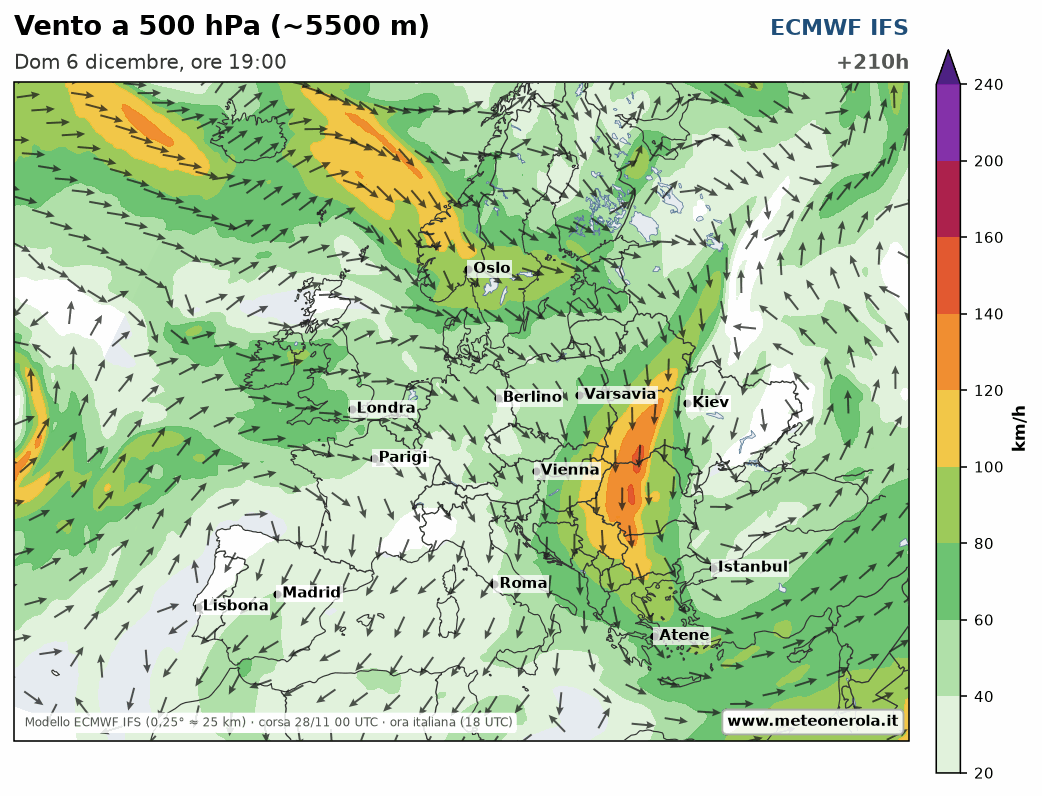 Vento a 500 hPa (~5500 m)
ECMWF IFS
Dom 6 dicembre, ore 19:00
+210h
240
200
160
140
120
100
80
60
40
20
km/h
Oslo
Berlino
Varsavia
Kiev
Londra
Parigi
Vienna
Istanbul
Roma
Madrid
Lisbona
Atene
Modello ECMWF IFS (0,25° ≈ 25 km) · corsa 28/11 00 UTC · ora italiana (18 UTC)
www.meteonerola.it